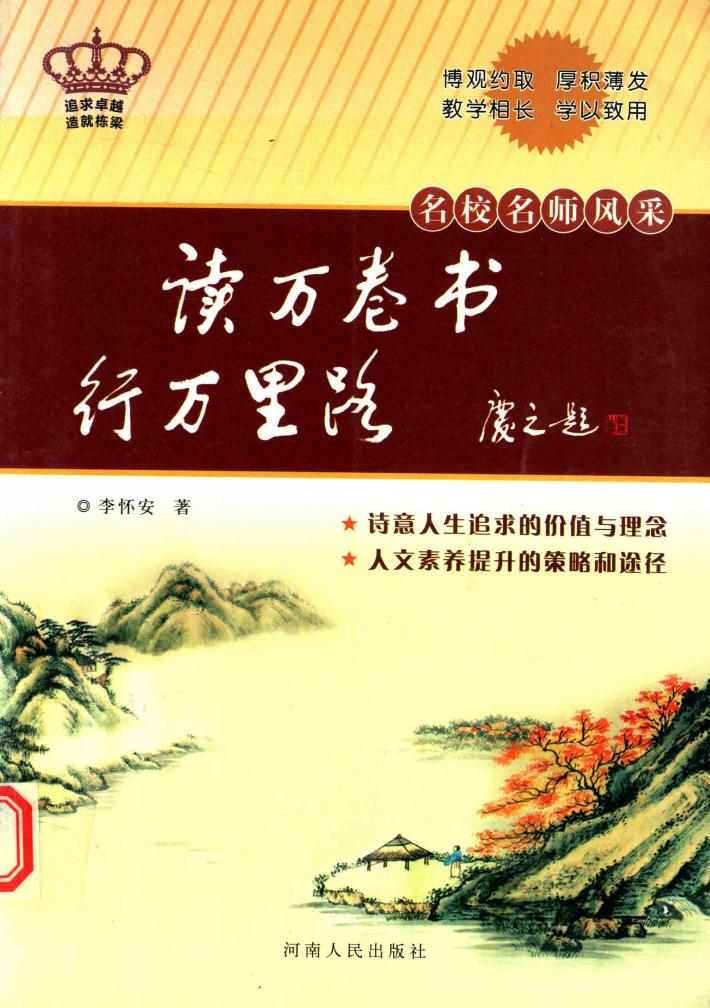 追求卓越
造就栋梁
博观约取 厚积薄发
教学相长 学以致用
名校名师风采
读万卷书
行万里路
庆之题
◎李怀安 著
★诗意人生追求的价值与理念
★人文素养提升的策略和途径
河南人民出版社